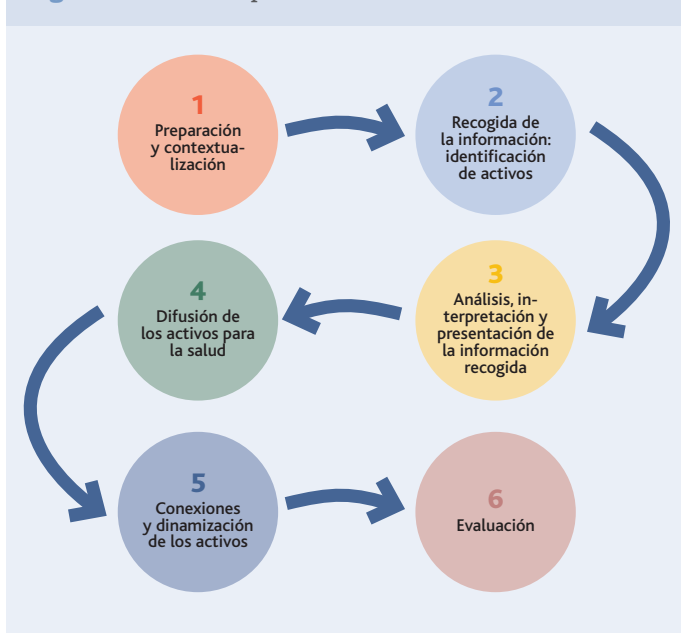 1
Preparación
y contextua-
lización
2
Recogida de
la información:
identificación
de activos
3
Análisis, in-
terpretación y
presentación de
la información
recogida
4
Difusión de
los activos para
la salud
5
Conexiones
y dinamización
de los activos
6
Evaluación